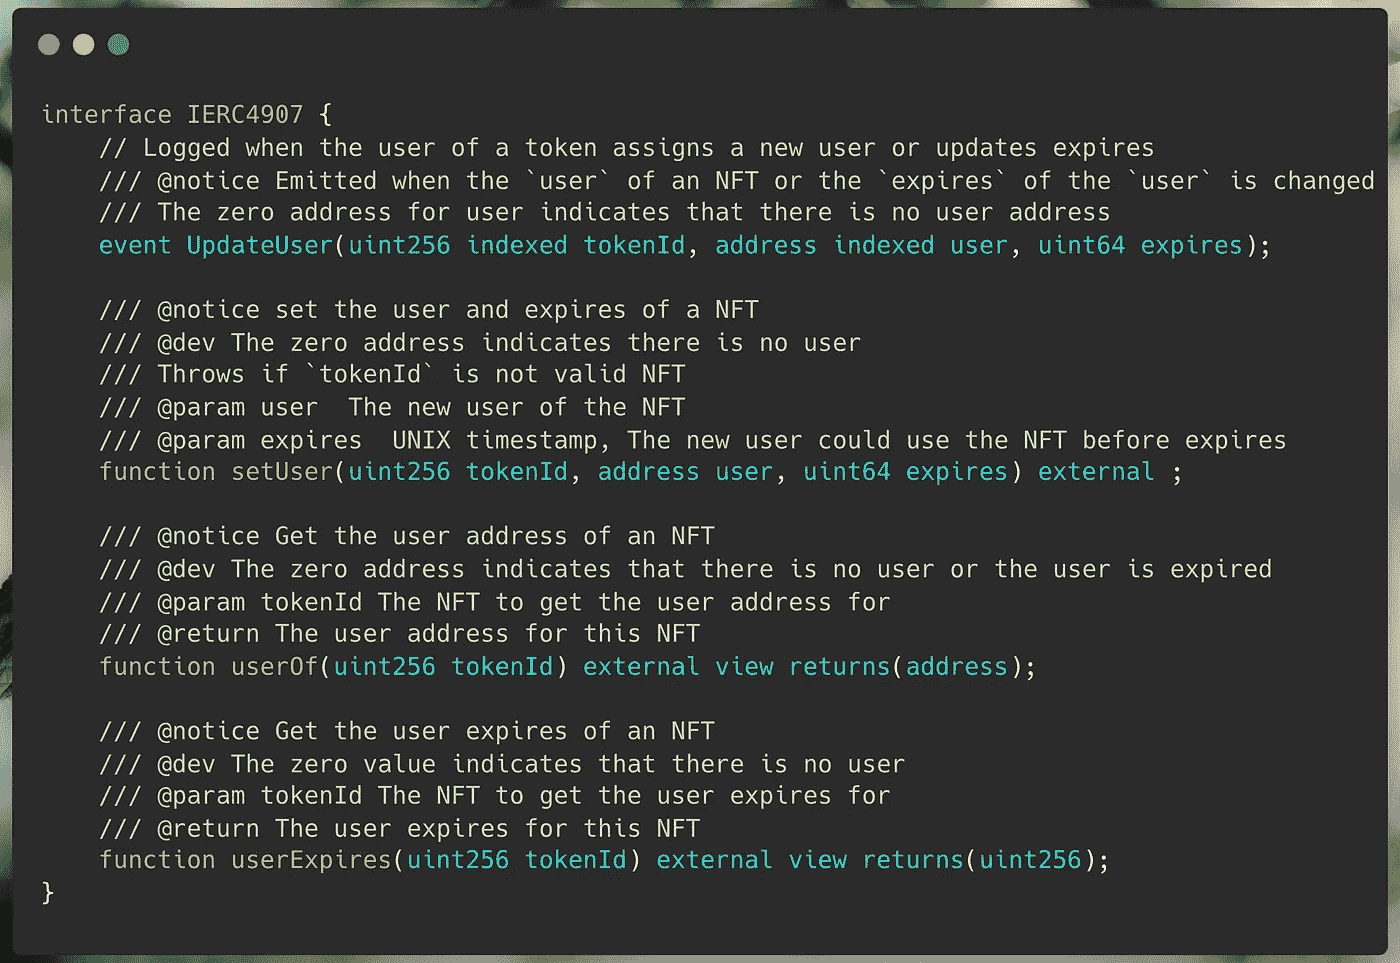 interface IERC4907 {
    // Logged when the user of a token assigns a new user or updates expires
    /// @notice Emitted when the `user` of an NFT or the `expires` of the `user` is changed
    /// The zero address for user indicates that there is no user address
    event UpdateUser(uint256 indexed tokenId, address indexed user, uint64 expires);

    /// @notice set the user and expires of a NFT
    /// @dev The zero address indicates there is no user
    /// Throws if `tokenId` is not valid NFT
    /// @param user  The new user of the NFT
    /// @param expires  UNIX timestamp, The new user could use the NFT before expires
    function setUser(uint256 tokenId, address user, uint64 expires) external ;

    /// @notice Get the user address of an NFT
    /// @dev The zero address indicates that there is no user or the user is expired
    /// @param tokenId The NFT to get the user address for
    /// @return The user address for this NFT
    function userOf(uint256 tokenId) external view returns(address);

    /// @notice Get the user expires of an NFT
    /// @dev The zero value indicates that there is no user
    /// @param tokenId The NFT to get the user expires for
    /// @return The user expires for this NFT
    function userExpires(uint256 tokenId) external view returns(uint256);
}